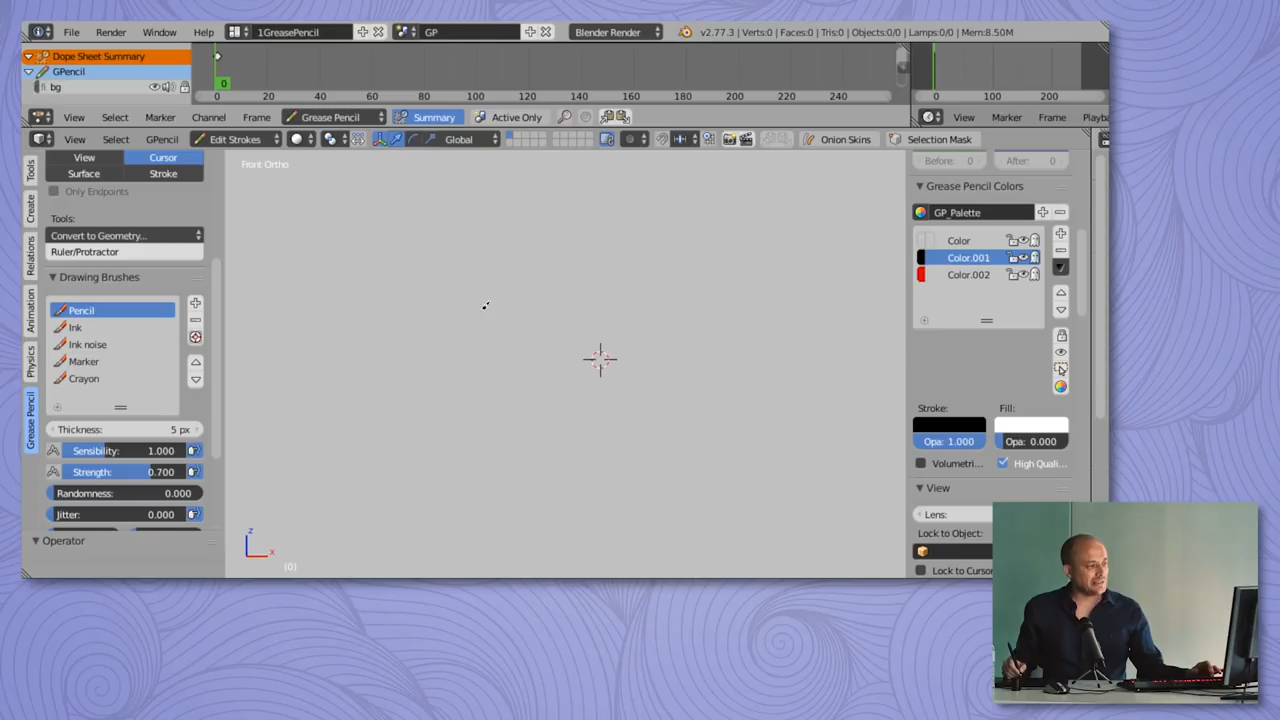 File Render Window Help 1GreasePencil GP Blender Render v2.77.3 | Verts:0 | Faces:0 | Tris:0 | Objects:0/0 | Lamps:0/0 | Mem:8.50M
Dope Sheet Summary
GPencil
bg
0
0 20 40 60 80 100 120 140 160 180 200 220 240 0 100 200
View Select Marker Channel Frame Grease Pencil Summary Active Only View Marker Frame Playba
View Select GPencil Edit Strokes Global Onion Skins Selection Mask
View Cursor
Surface Stroke
Only Endpoints
Tools:
Convert to Geometry...
Ruler/Protractor
Drawing Brushes
Pencil
Ink
Ink noise
Marker
Crayon
Thickness: 5 px
Sensibility: 1.000
Strength: 0.700
Randomness: 0.000
Jitter: 0.000
Operator
Tools
Create
Relations
Animation
Physics
Grease Pencil
Front Ortho
z
x
(0)
Before: 0 After: 0
Grease Pencil Colors
GP_Palette
Color
Color.001
Color.002
Stroke: Fill:
Opa: 1.000 Opa: 0.000
Volumetri... High Quali...
View
Lens:
Lock to Object:
Lock to Cursor